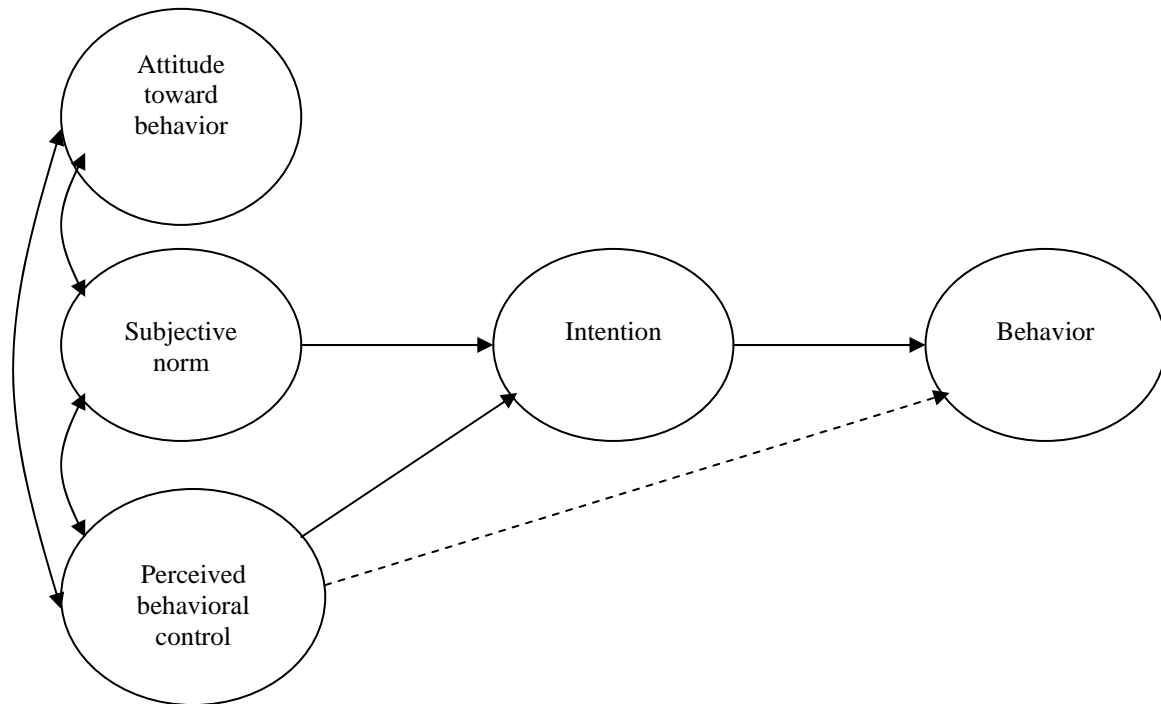 Attitude
toward
behavior
Subjective
norm
Intention
Behavior
Perceived
behavioral
control